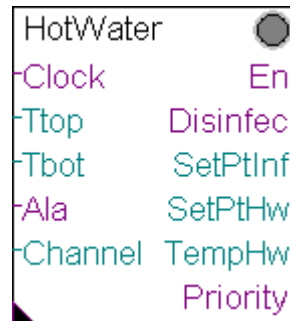 HotWater
Clock En
Ttop Disinfec
Tbot SetPtInf
Ala SetPtHw
Channel TempHw
Priority